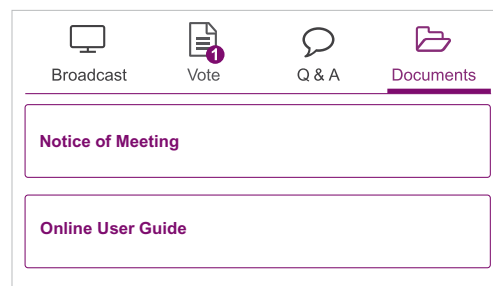 1
Broadcast Vote Q & A Documents
Notice of Meeting
Online User Guide